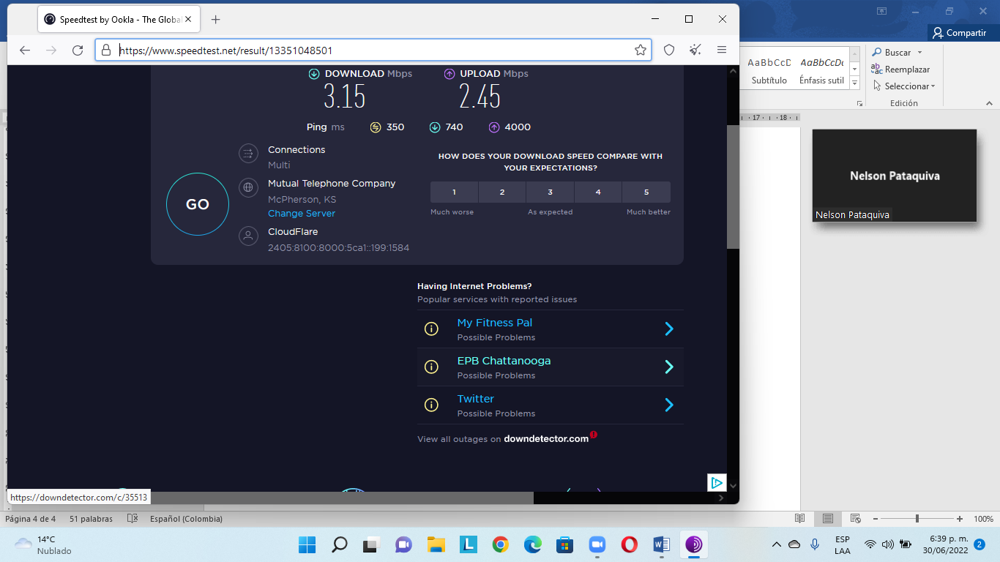 Speedtest by Ookla - The Global
https://www.speedtest.net/result/13351048501
DOWNLOAD Mbps
3.15
UPLOAD Mbps
2.45
Ping ms 350 740 4000
GO
Connections
Multi
Mutual Telephone Company
McPherson, KS
Change Server
CloudFlare
2405:8100:8000:5ca1::199:1584
HOW DOES YOUR DOWNLOAD SPEED COMPARE WITH
YOUR EXPECTATIONS?
1 2 3 4 5
Much worse As expected Much better
Having Internet Problems?
Popular services with reported issues
My Fitness Pal
Possible Problems
EPB Chattanooga
Possible Problems
Twitter
Possible Problems
View all outages on downdetector.com
https://downdetector.com/c/35513
Compartir
AaBbCcD AaBbCcDc
Subtítulo Énfasis sutil
Buscar
Reemplazar
Seleccionar
Edición
17 18
Nelson Pataquiva
Nelson Pataquiva
Página 4 de 4 51 palabras Español (Colombia)
100%
14°C
Nublado
ESP
LAA
6:39 p. m.
30/06/2022
2